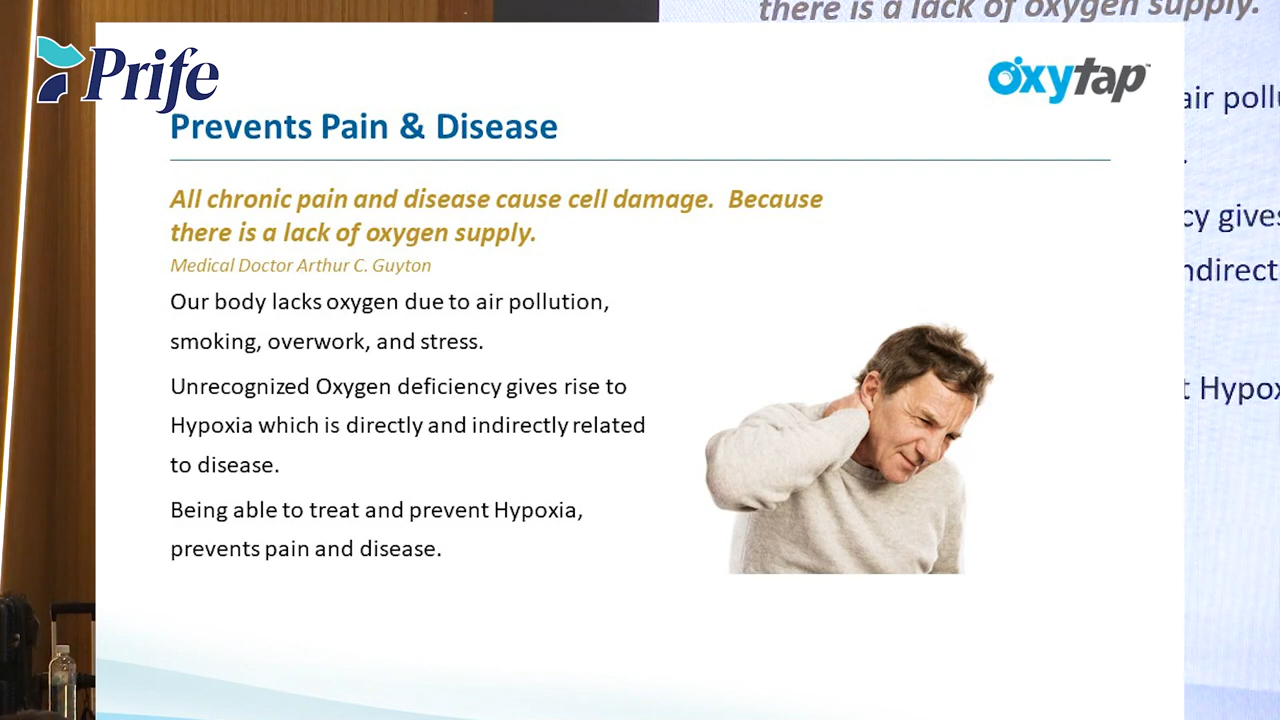 there is a lack of oxygen supply.
Prife
oxytap™
Prevents Pain & Disease
All chronic pain and disease cause cell damage. Because
there is a lack of oxygen supply.
Medical Doctor Arthur C. Guyton
Our body lacks oxygen due to air pollution,
smoking, overwork, and stress.
Unrecognized Oxygen deficiency gives rise to
Hypoxia which is directly and indirectly related
to disease.
Being able to treat and prevent Hypoxia,
prevents pain and disease.
air pollu
cy gives
ndirect
t Hypox